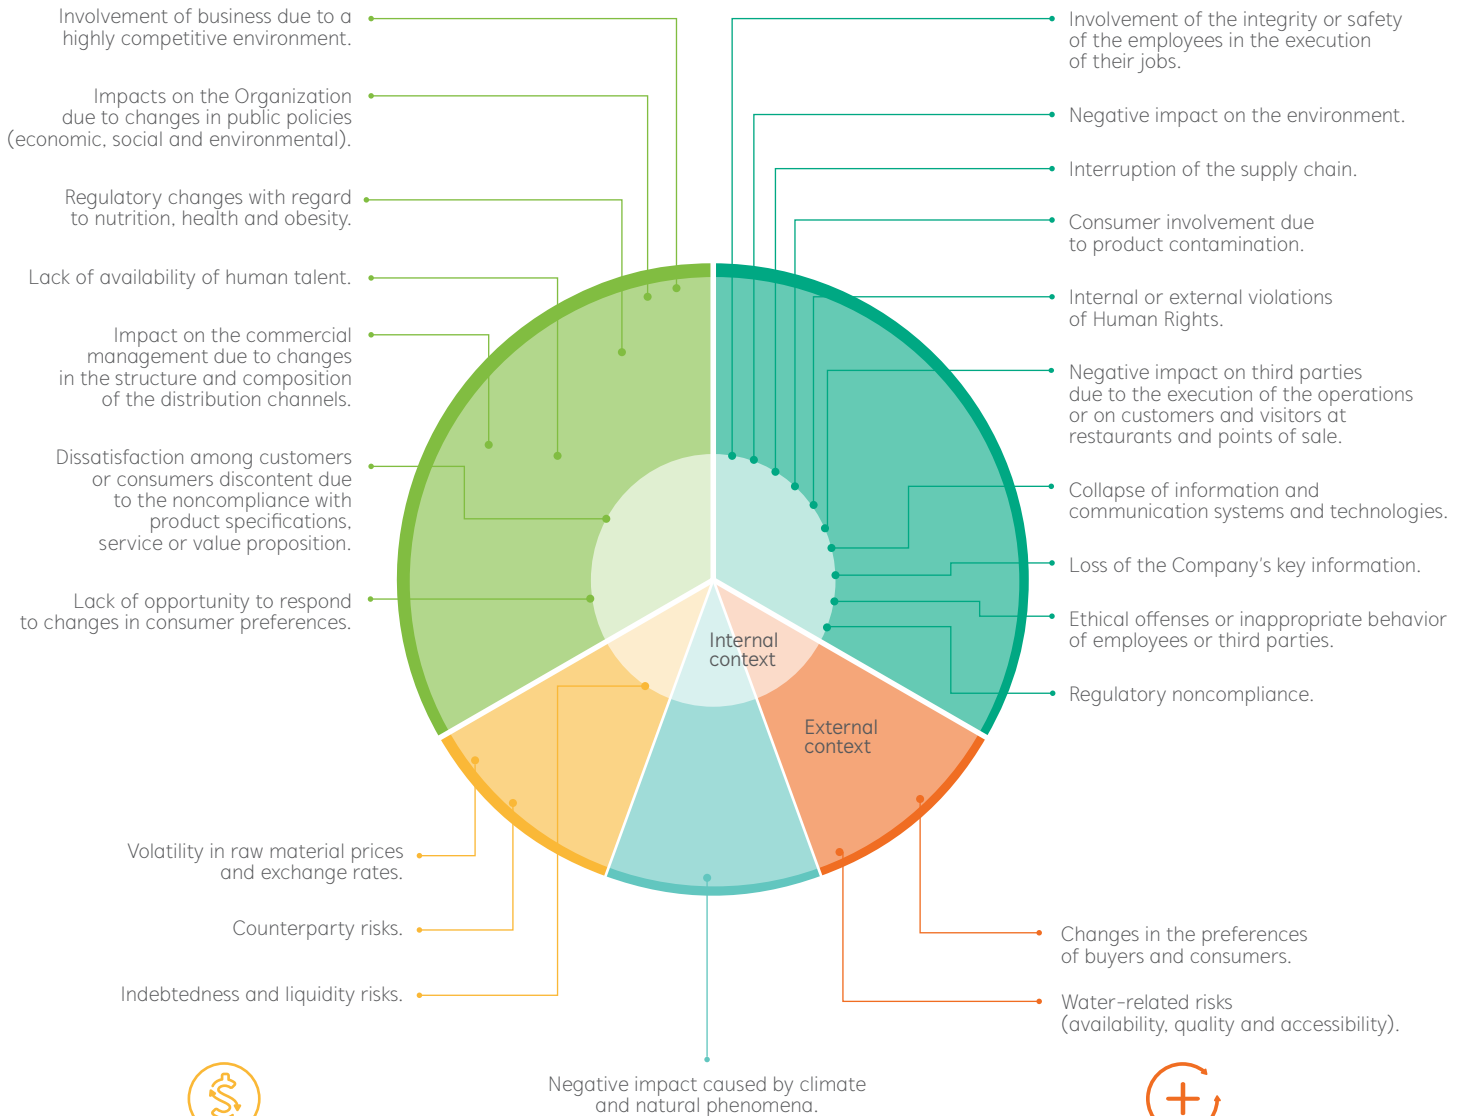 Involvement of business due to a
highly competitive environment.
Impacts on the Organization
due to changes in public policies
(economic, social and environmental).
Regulatory changes with regard
to nutrition, health and obesity.
Lack of availability of human talent.
Impact on the commercial
management due to changes
in the structure and composition
of the distribution channels.
Dissatisfaction among customers
or consumers discontent due
to the noncompliance with
product specifications,
service or value proposition.
Lack of opportunity to respond
to changes in consumer preferences.
Involvement of the integrity or safety
of the employees in the execution
of their jobs.
Negative impact on the environment.
Interruption of the supply chain.
Consumer involvement due
to product contamination.
Internal or external violations
of Human Rights.
Negative impact on third parties
due to the execution of the operations
or on customers and visitors at
restaurants and points of sale.
Collapse of information and
communication systems and technologies.
Loss of the Company's key information.
Ethical offenses or inappropriate behavior
of employees or third parties.
Regulatory noncompliance.
Internal
context
External
context
Volatility in raw material prices
and exchange rates.
Counterparty risks.
Indebtedness and liquidity risks.
Negative impact caused by climate
and natural phenomena.
Changes in the preferences
of buyers and consumers.
Water-related risks
(availability, quality and accessibility).